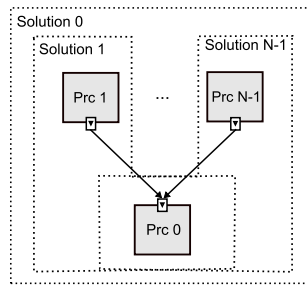 Solution 0
Solution 1
Solution N-1
Prc 1
...
Prc N-1
Prc 0